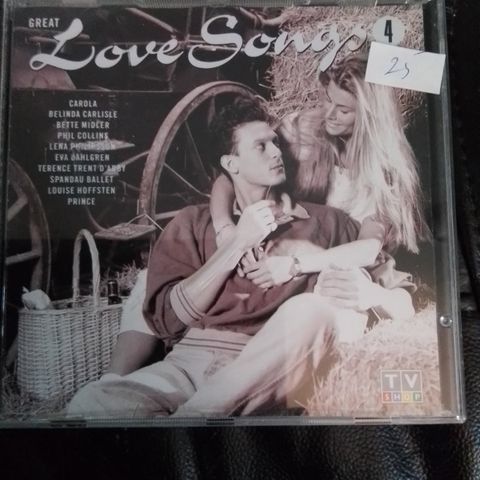 GREAT
Love Songs 4
25
CAROLA
BELINDA CARLISLE
BETTE MIDLER
PHIL COLLINS
LENA PHILIPSSON
EVA DAHLGREN
TERENCE TRENT D'ARBY
SPANDAU BALLET
LOUISE HOFFSTEN
PRINCE
TV
SHOP